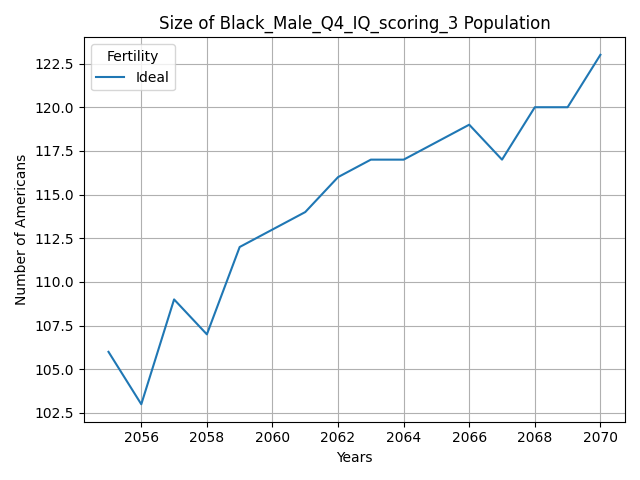 Size of Black_Male_Q4_IQ_scoring_3 Population
Fertility
Ideal
122.5
120.0
117.5
115.0
112.5
110.0
107.5
105.0
102.5
Number of Americans
2056 2058 2060 2062 2064 2066 2068 2070
Years